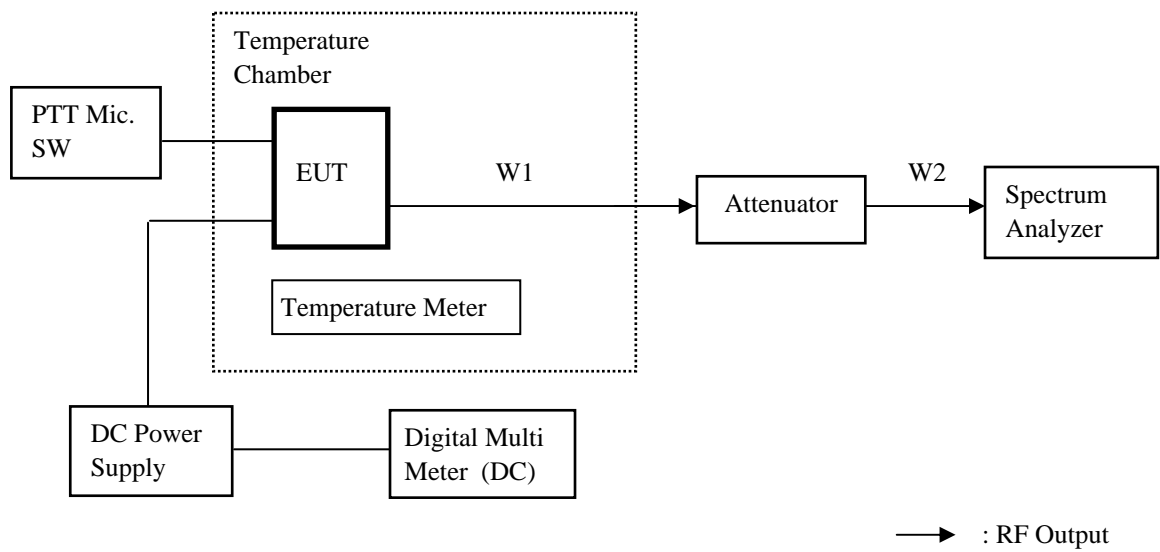 Temperature
Chamber
PTT Mic.
SW
EUT
W1
Attenuator
W2
Spectrum
Analyzer
Temperature Meter
DC Power
Supply
Digital Multi
Meter (DC)
: RF Output